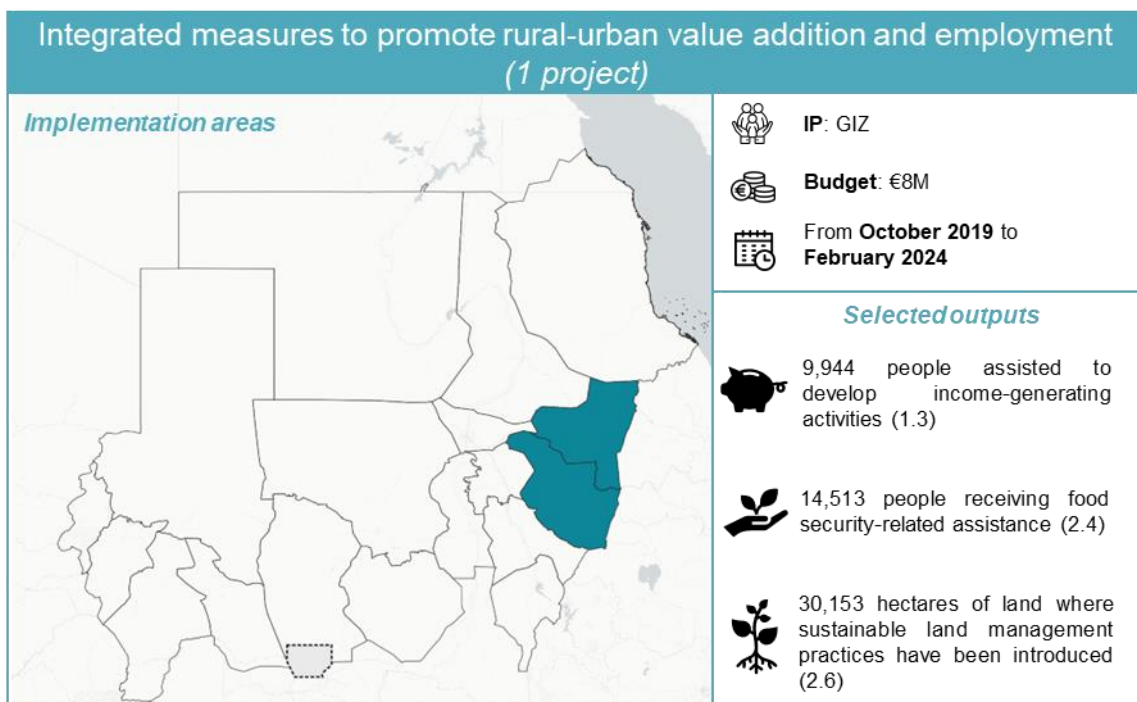 Integrated measures to promote rural-urban value addition and employment
(1 project)
Implementation areas
IP: GIZ
Budget: €8M
From October 2019 to
February 2024
Selected outputs
9,944 people assisted to
develop income-generating
activities (1.3)
14,513 people receiving food
security-related assistance (2.4)
30,153 hectares of land where
sustainable land management
practices have been introduced
(2.6)